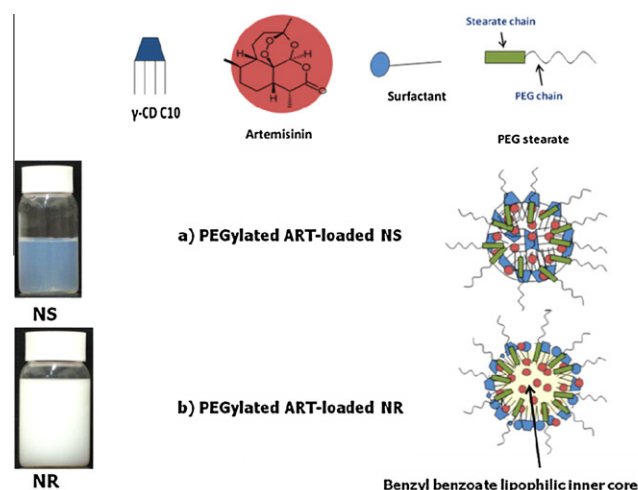 Stearate chain
γ-CD C10
Artemisinin
Surfactant
PEG chain
PEG stearate
O
O
H
O
O
H
O
H
a) PEGylated ART-loaded NS
NS
b) PEGylated ART-loaded NR
NR
Benzyl benzoate lipophilic inner core